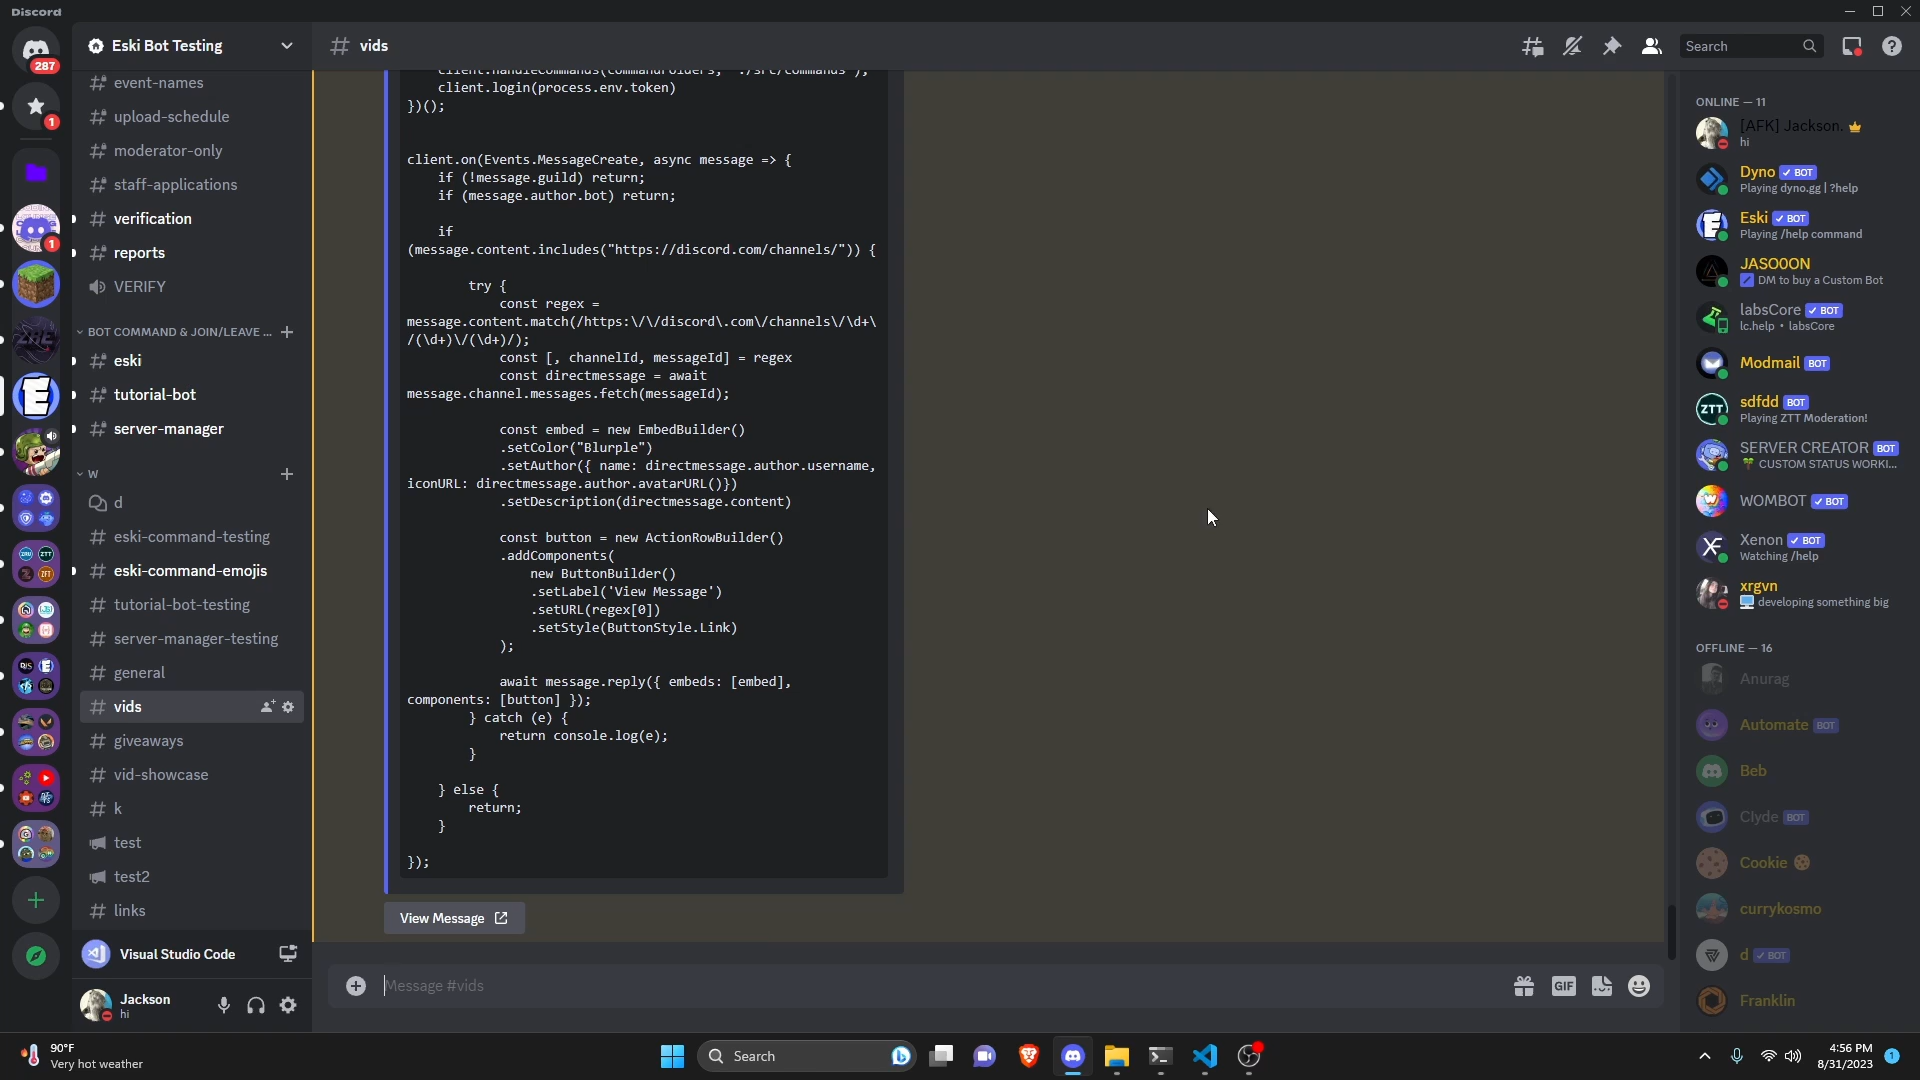 Discord
Eski Bot Testing
287
1
event-names
upload-schedule
moderator-only
staff-applications
verification
reports
VERIFY
BOT COMMAND & JOIN/LEAVE ...
eski
tutorial-bot
server-manager
W
d
eski-command-testing
eski-command-emojis
tutorial-bot-testing
server-manager-testing
general
vids
giveaways
vid-showcase
k
test
test2
links
1
Visual Studio Code
Jackson
hi
vids
Search
client.handleCommands(commandFolders, "./src/commands");
client.login(process.env.token)
})();
client.on(Events.MessageCreate, async message => {
if (!message.guild) return;
if (message.author.bot) return;
if
(message.content.includes("https://discord.com/channels/")) {
try {
const regex =
message.content.match(/https:\/\/discord\.com\/channels\/\d+\
/(\d+)\/(\d+)/);
const [, channelId, messageId] = regex
const directmessage = await
message.channel.messages.fetch(messageId);
const embed = new EmbedBuilder()
.setColor("Blurple")
.setAuthor({ name: directmessage.author.username,
iconURL: directmessage.author.avatarURL()})
.setDescription(directmessage.content)
const button = new ActionRowBuilder()
.addComponents(
new ButtonBuilder()
.setLabel('View Message')
.setURL(regex[0])
.setStyle(ButtonStyle.Link)
);
await message.reply({ embeds: [embed],
components: [button] });
} catch (e) {
return console.log(e);
}
} else {
return;
}
});
View Message
Message #vids
GIF
ONLINE — 11
[AFK] Jackson.
hi
Dyno BOT
Playing dyno.gg | ?help
Eski BOT
Playing /help command
JASO0ON
DM to buy a Custom Bot
labsCore BOT
lc.help • labsCore
Modmail BOT
ZTT
sdfdd BOT
Playing ZTT Moderation!
SERVER CREATOR BOT
CUSTOM STATUS WORKI...
WOMBOT BOT
Xenon BOT
Watching /help
xrgvn
developing something big
OFFLINE — 16
Anurag
Automate BOT
Beb
Clyde BOT
Cookie
currykosmo
d BOT
Franklin
90°F
Very hot weather
Search
4:56 PM
8/31/2023
1